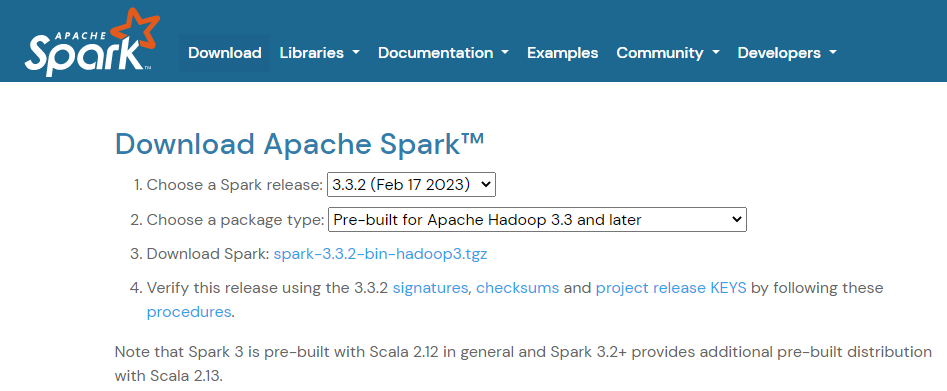 APACHE
Spark™
Download Libraries Documentation Examples Community Developers
Download Apache Spark™
1. Choose a Spark release: 3.3.2 (Feb 17 2023)
2. Choose a package type: Pre-built for Apache Hadoop 3.3 and later
3. Download Spark: spark-3.3.2-bin-hadoop3.tgz
4. Verify this release using the 3.3.2 signatures, checksums and project release KEYS by following these
procedures.
Note that Spark 3 is pre-built with Scala 2.12 in general and Spark 3.2+ provides additional pre-built distribution
with Scala 2.13.